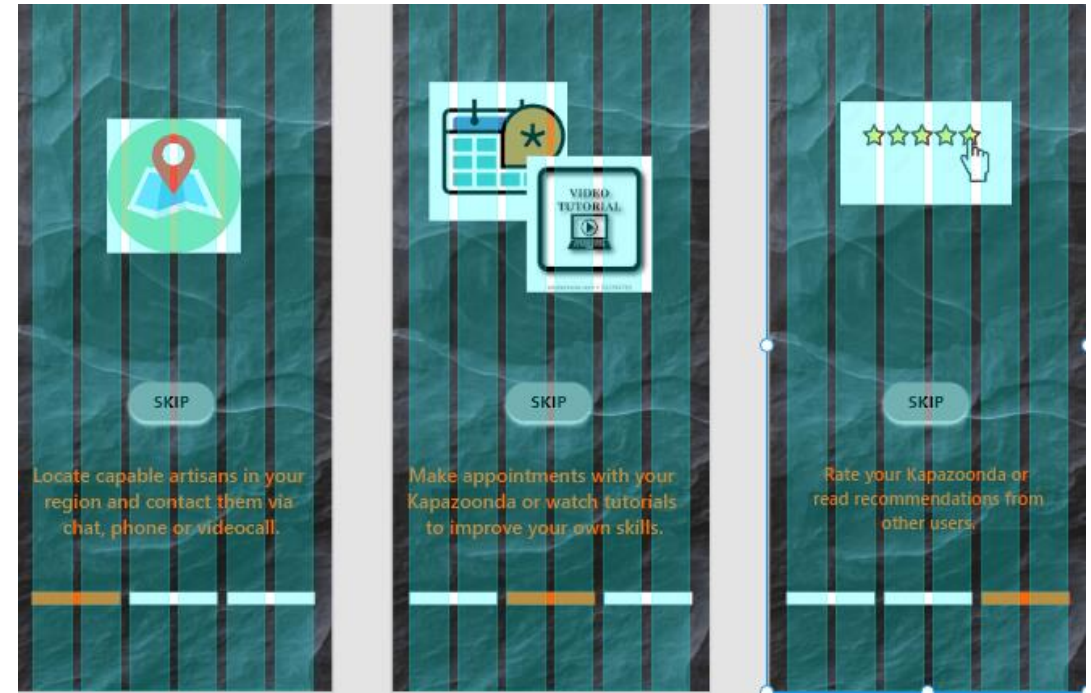 SKIP
Locate capable artisans in your
region and contact them via
chat, phone or videocall.
VIDEO
TUTORIAL
SKIP
Make appointments with your
Kapazoonda or watch tutorials
to improve your own skills.
SKIP
Rate your Kapazoonda or
read recommendations from
other users.